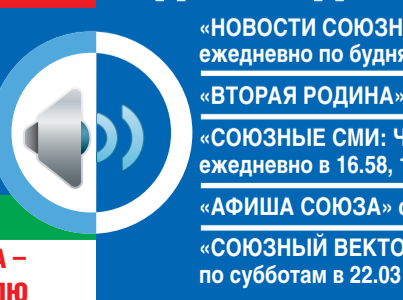 «НОВОСТИ СОЮЗН
ежедневно по будня
«ВТОРАЯ РОДИНА»
«СОЮЗНЫЕ СМИ: Ч
ежедневно в 16.58, 1
«АФИША СОЮЗА» с
«СОЮЗНЫЙ ВЕКТО
по субботам в 22.03
А –
лю